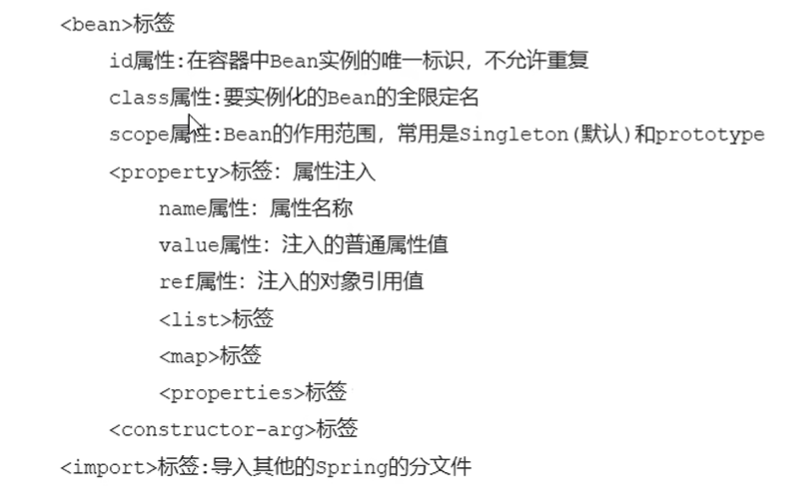 <bean>标签
id属性:在容器中Bean实例的唯一标识，不允许重复
class属性:要实例化的Bean的全限定名
scope属性:Bean的作用范围，常用是Singleton(默认)和prototype
<property>标签：属性注入
name属性：属性名称
value属性：注入的普通属性值
ref属性：注入的对象引用值
<list>标签
<map>标签
<properties>标签
<constructor-arg>标签
<import>标签:导入其他的Spring的分文件